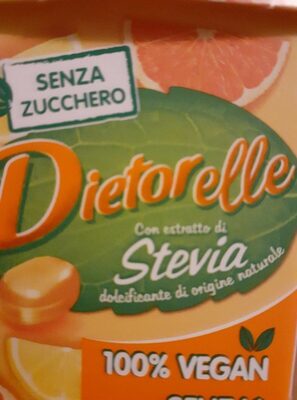 SENZA
ZUCCHERO
Dietorelle
Con estratto di
Stevia
dolcificante di origine naturale
100% VEGAN